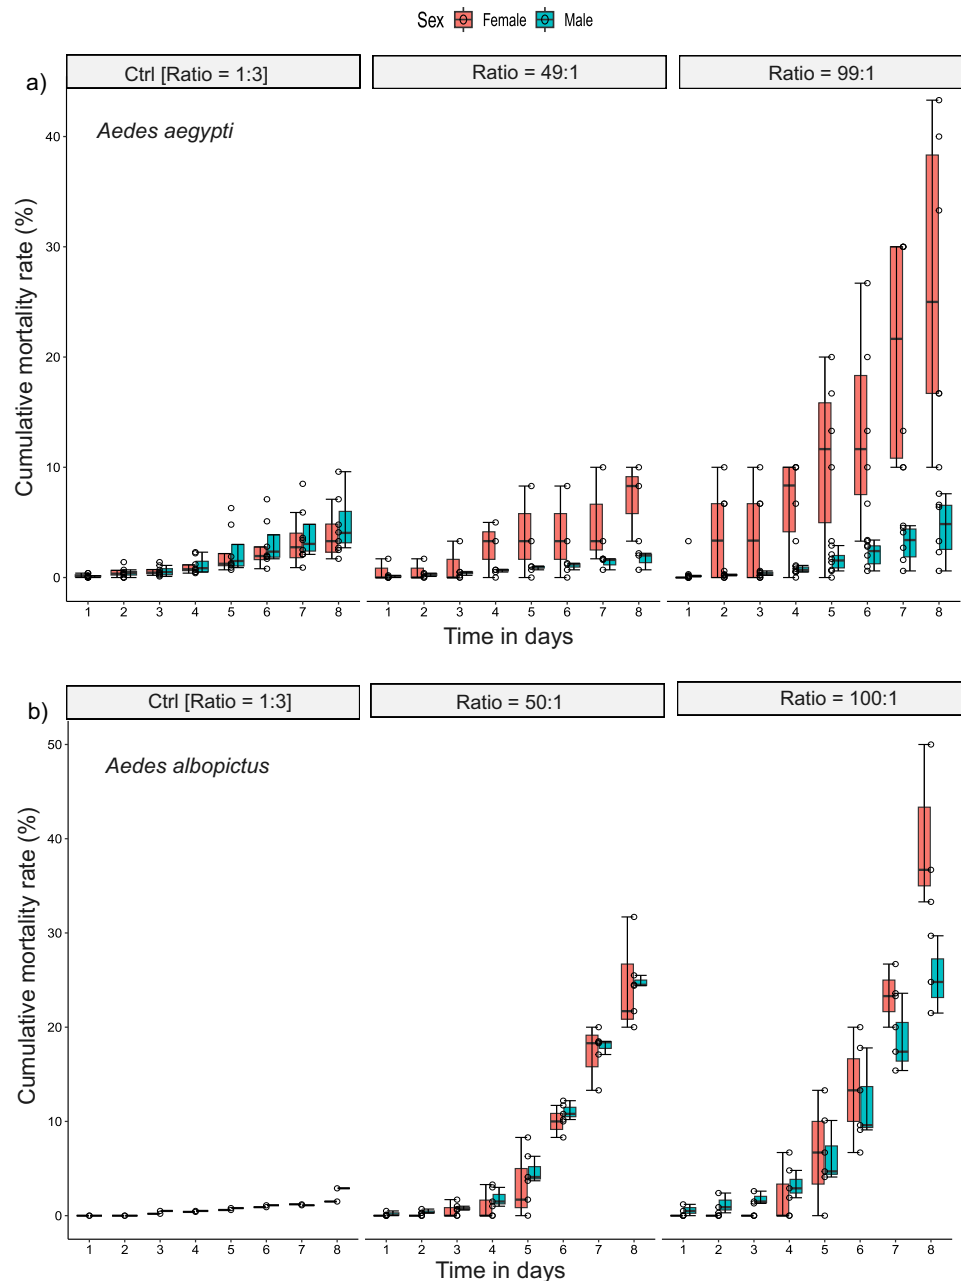 Sex Female Male
a) Ctrl [Ratio = 1:3] Ratio = 49:1 Ratio = 99:1
Aedes aegypti
Cumulative mortality rate (%)
40
30
20
10
0
1 2 3 4 5 6 7 8 1 2 3 4 5 6 7 8 1 2 3 4 5 6 7 8
Time in days
b) Ctrl [Ratio = 1:3] Ratio = 50:1 Ratio = 100:1
Aedes albopictus
Cumulative mortality rate (%)
50
40
30
20
10
0
1 2 3 4 5 6 7 8 1 2 3 4 5 6 7 8 1 2 3 4 5 6 7 8
Time in days